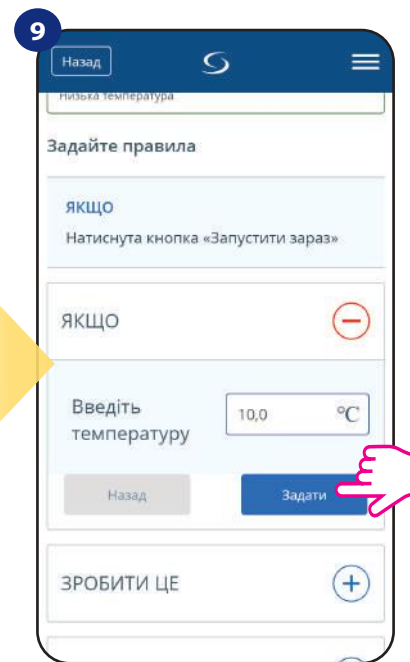 9
Назад
Низька температура
Задайте правила
ЯКЩО
Натиснута кнопка «Запустити зараз»
ЯКЩО
Введіть
температуру
10,0 °C
Назад Задати
ЗРОБИТИ ЦЕ